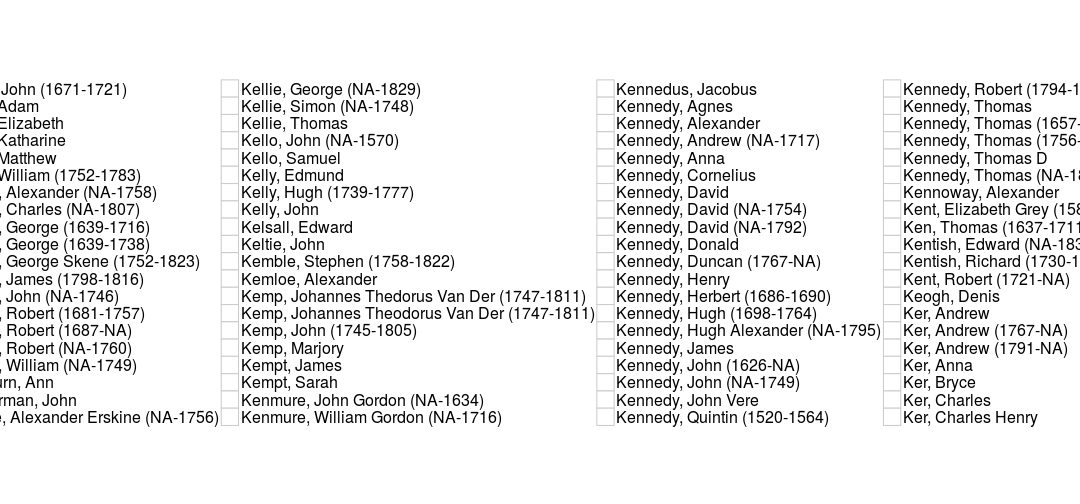 John (1671-1721)
Adam
Elizabeth
Katharine
Matthew
William (1752-1783)
, Alexander (NA-1758)
, Charles (NA-1807)
, George (1639-1716)
, George (1639-1738)
, George Skene (1752-1823)
, James (1798-1816)
, John (NA-1746)
, Robert (1681-1757)
, Robert (1687-NA)
, Robert (NA-1760)
, William (NA-1749)
urn, Ann
rman, John
, Alexander Erskine (NA-1756)
Kellie, George (NA-1829)
Kellie, Simon (NA-1748)
Kellie, Thomas
Kello, John (NA-1570)
Kello, Samuel
Kelly, Edmund
Kelly, Hugh (1739-1777)
Kelly, John
Kelsall, Edward
Keltie, John
Kemble, Stephen (1758-1822)
Kemloe, Alexander
Kemp, Johannes Thedorus Van Der (1747-1811)
Kemp, Johannes Theodorus Van Der (1747-1811)
Kemp, John (1745-1805)
Kemp, Marjory
Kempt, James
Kempt, Sarah
Kenmure, John Gordon (NA-1634)
Kenmure, William Gordon (NA-1716)
Kennedus, Jacobus
Kennedy, Agnes
Kennedy, Alexander
Kennedy, Andrew (NA-1717)
Kennedy, Anna
Kennedy, Cornelius
Kennedy, David
Kennedy, David (NA-1754)
Kennedy, David (NA-1792)
Kennedy, Donald
Kennedy, Duncan (1767-NA)
Kennedy, Henry
Kennedy, Herbert (1686-1690)
Kennedy, Hugh (1698-1764)
Kennedy, Hugh Alexander (NA-1795)
Kennedy, James
Kennedy, John (1626-NA)
Kennedy, John (NA-1749)
Kennedy, John Vere
Kennedy, Quintin (1520-1564)
Kennedy, Robert (1794-1
Kennedy, Thomas
Kennedy, Thomas (1657-
Kennedy, Thomas (1756-
Kennedy, Thomas D
Kennedy, Thomas (NA-18
Kennoway, Alexander
Kent, Elizabeth Grey (158
Ken, Thomas (1637-1711
Kentish, Edward (NA-183
Kentish, Richard (1730-1
Kent, Robert (1721-NA)
Keogh, Denis
Ker, Andrew
Ker, Andrew (1767-NA)
Ker, Andrew (1791-NA)
Ker, Anna
Ker, Bryce
Ker, Charles
Ker, Charles Henry